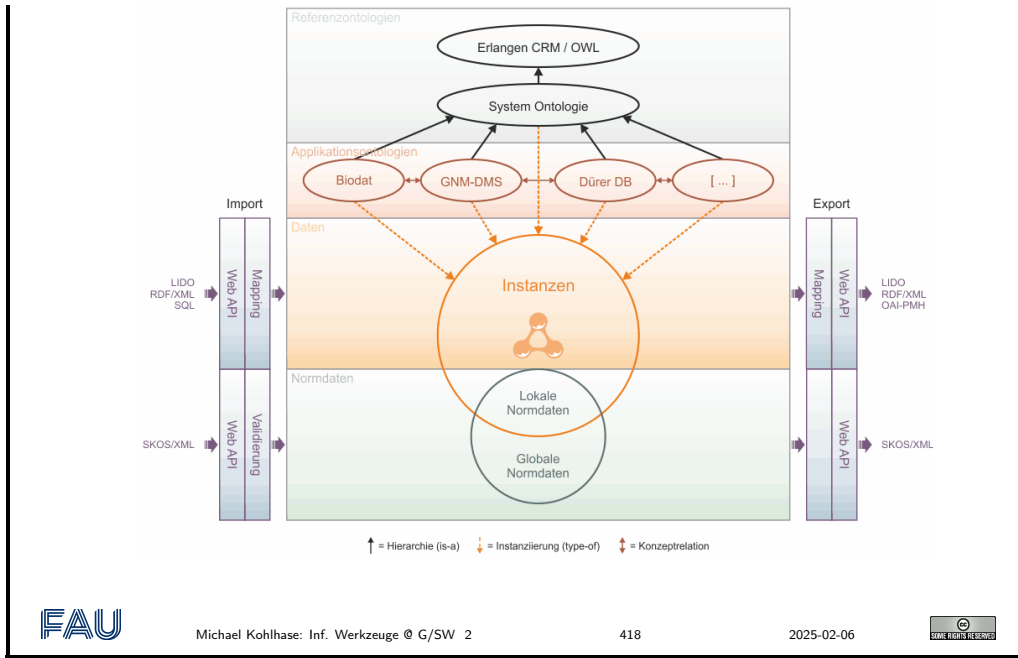 Referenzontologien
Erlangen CRM / OWL
System Ontologie
Applikationsontologien
Biodat
GNM-DMS
Dürer DB
[ ... ]
Import
Export
Daten
LIDO
RDF/XML
SQL
Web API
Mapping
Instanzen
Mapping
Web API
LIDO
RDF/XML
OAI-PMH
Normdaten
Lokale
Normdaten
SKOS/XML
Web API
Validierung
Globale
Normdaten
Web API
SKOS/XML
= Hierarchie (is-a)
= Instanziierung (type-of)
= Konzeptrelation
FAU
Michael Kohlhase: Inf. Werkzeuge @ G/SW 2
418
2025-02-06
cc
SOME RIGHTS RESERVED